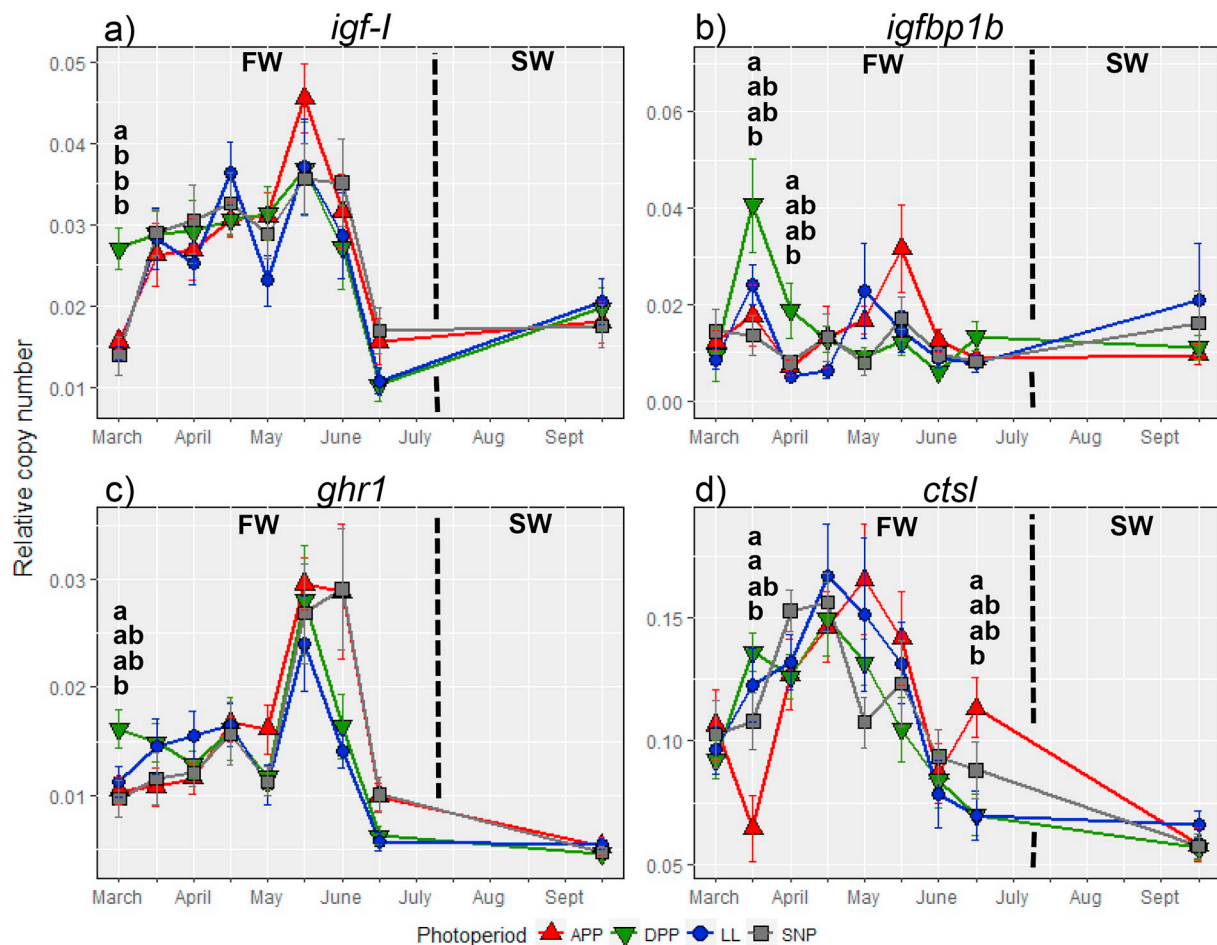 a) igf-I
b) igfbp1b
FW SW
a
b
b
b
0.05
0.04
0.03
0.02
0.01
March April May June July Aug Sept
FW SW
a
ab
ab
b
a
ab
ab
b
0.06
0.04
0.02
0.00
March April May June July Aug Sept
Relative copy number
c) ghr1
d) ctsl
FW SW
a
ab
ab
b
0.03
0.02
0.01
March April May June July Aug Sept
FW SW
a
a
ab
b
a
ab
ab
b
0.15
0.10
0.05
March April May June July Aug Sept
Photoperiod APP DPP LL SNP